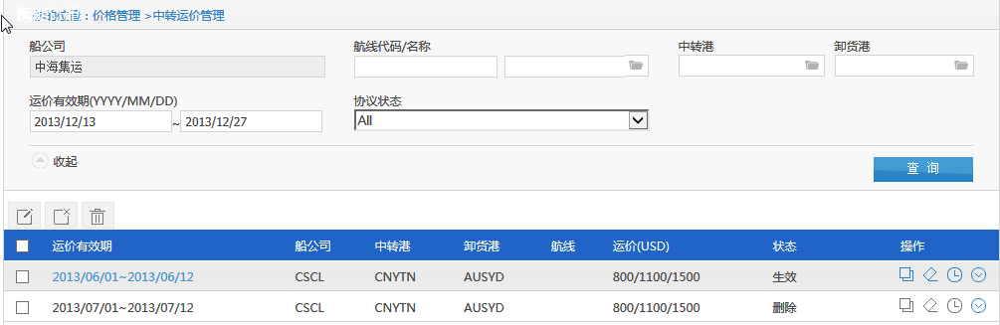 价格管理 >中转运价管理
船公司 航线代码/名称 中转港 卸货港
中海集运
运价有效期(YYYY/MM/DD) 协议状态
2013/12/13 ~ 2013/12/27 All
收起 查 询
运价有效期 船公司 中转港 卸货港 航线 运价(USD) 状态 操作
2013/06/01~2013/06/12 CSCL CNYTN AUSYD 800/1100/1500 生效
2013/07/01~2013/07/12 CSCL CNYTN AUSYD 800/1100/1500 删除